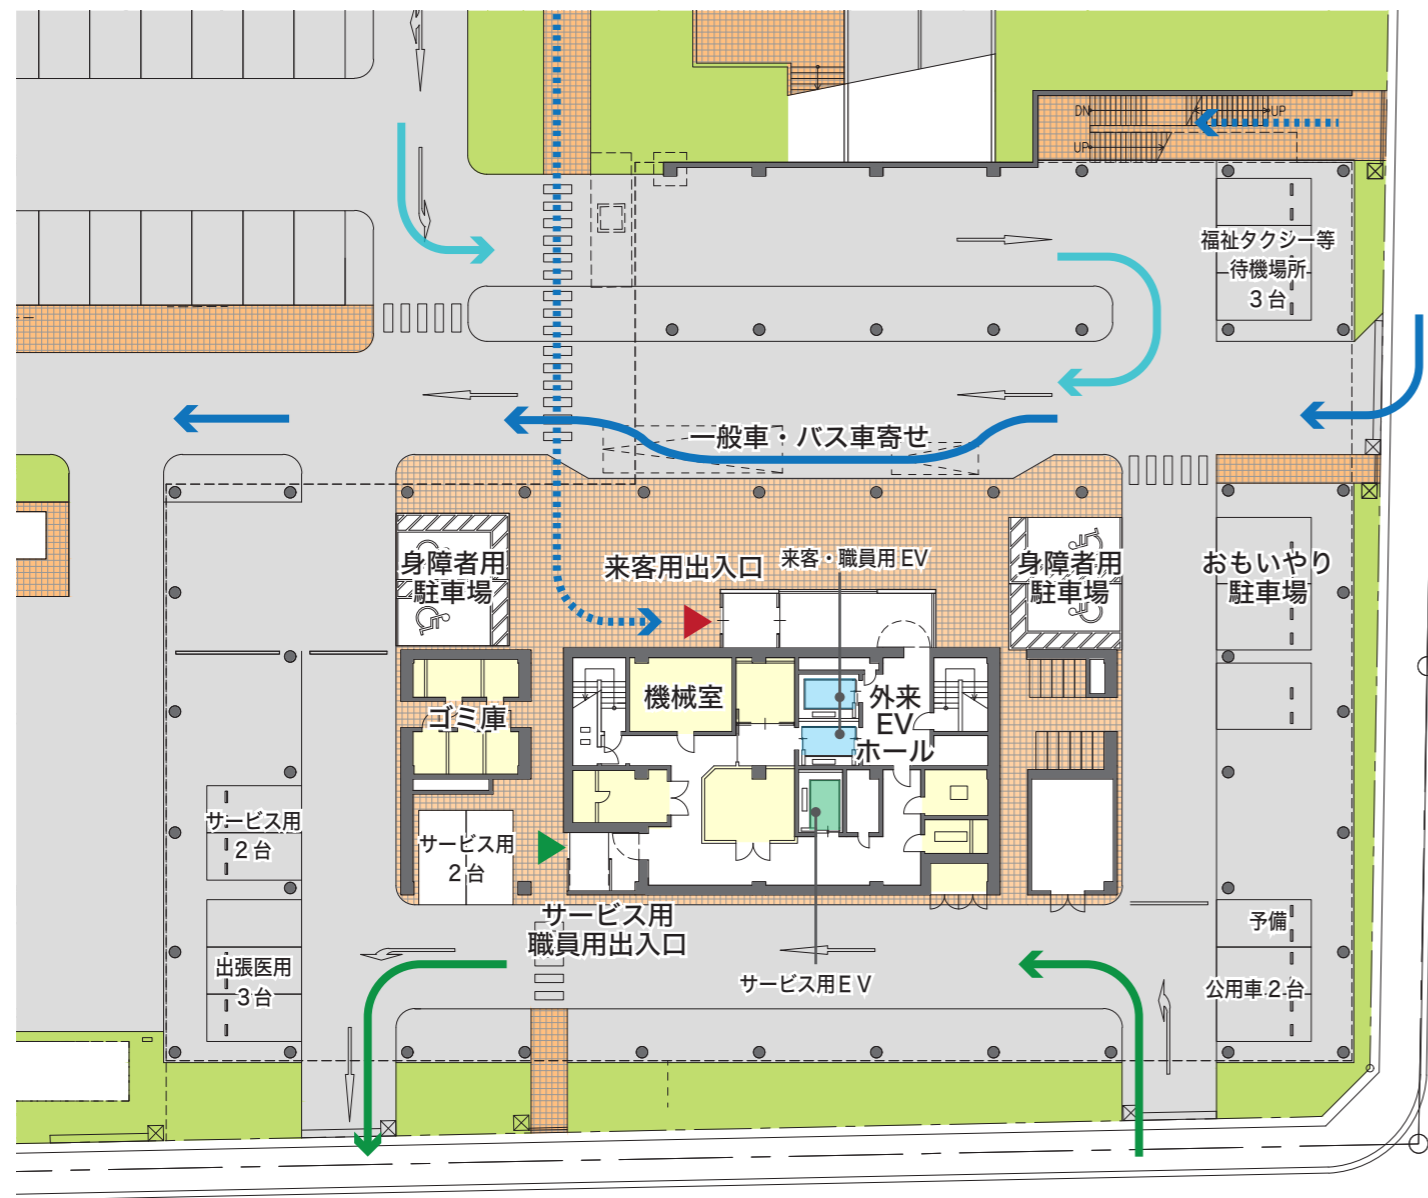 DN
UP
UP
福祉タクシー等
待機場所
3台
一般車・バス車寄せ
身障者用
駐車場
来客用出入口
来客・職員用 EV
身障者用
駐車場
おもいやり
駐車場
機械室
外来
EV
ホール
ゴミ庫
サービス用
2台
サービス用
2台
サービス用
職員用出入口
予備
出張医用
3台
サービス用EV
公用車2台